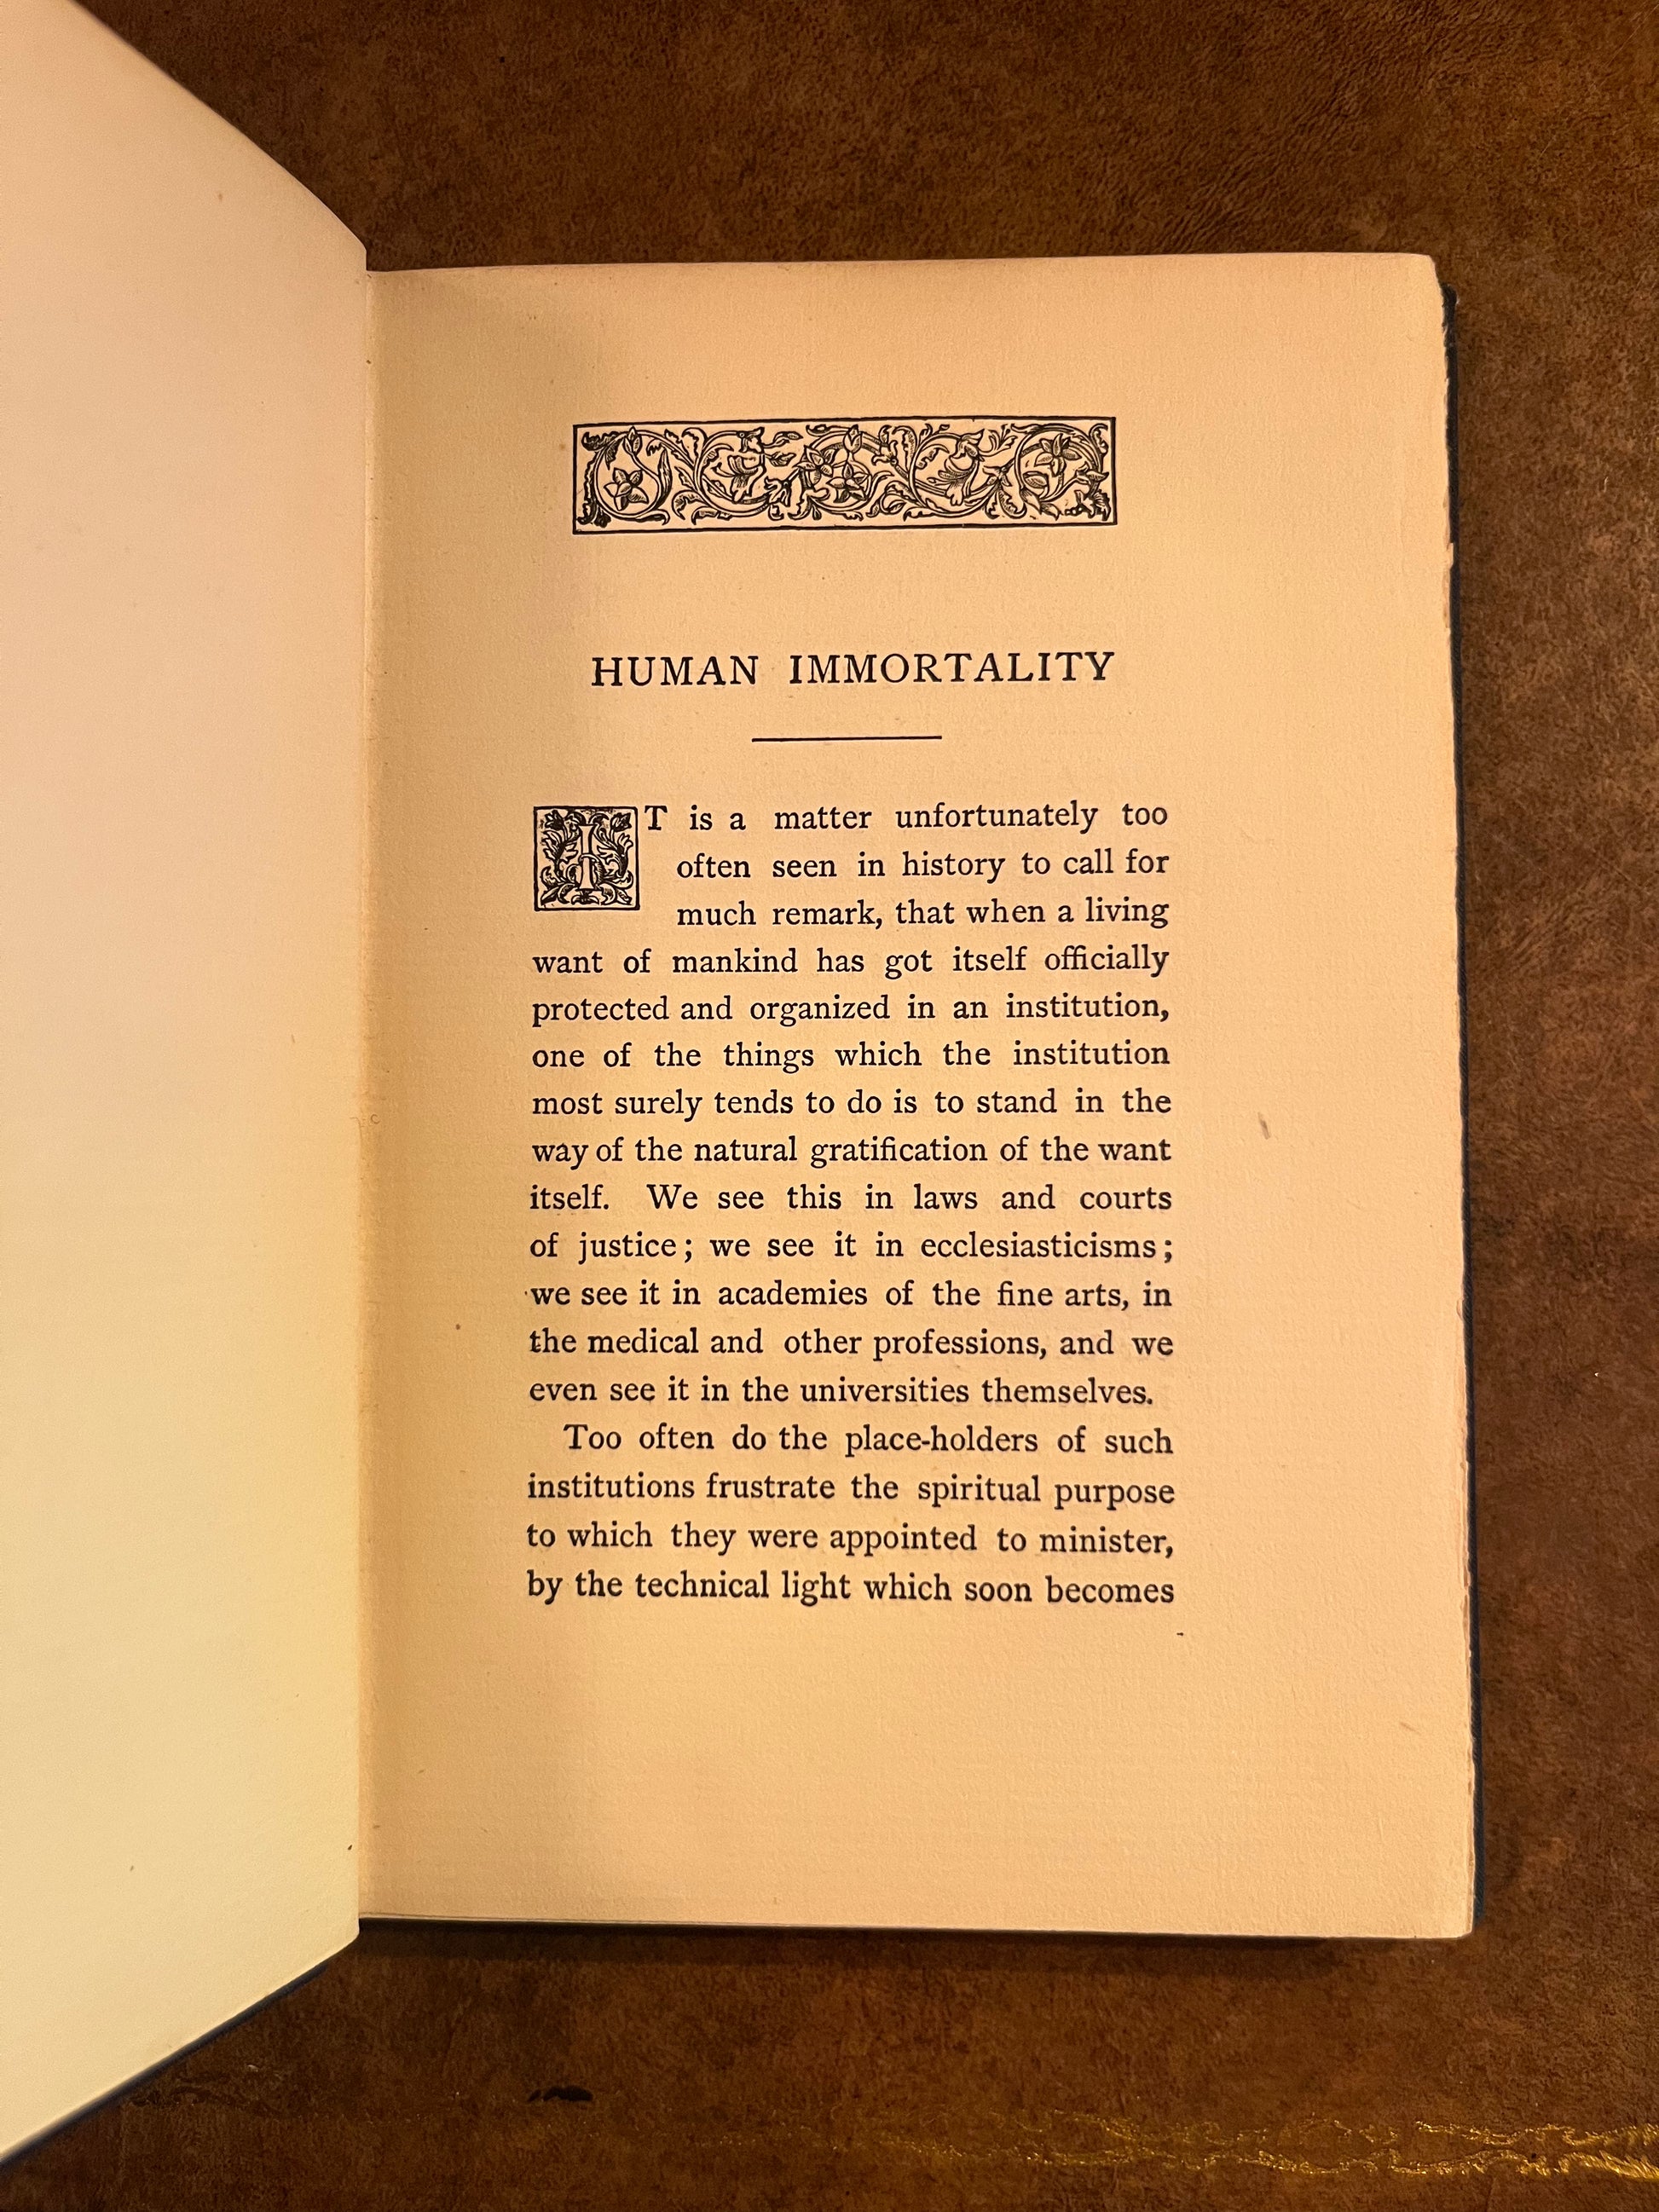 HUMAN IMMORTALITY
IT is a matter unfortunately too
often seen in history to call for
much remark, that when a living
want of mankind has got itself officially
protected and organized in an institution,
one of the things which the institution
most surely tends to do is to stand in the
way of the natural gratification of the want
itself. We see this in laws and courts
of justice; we see it in ecclesiasticisms;
we see it in academies of the fine arts, in
the medical and other professions, and we
even see it in the universities themselves.
Too often do the place-holders of such
institutions frustrate the spiritual purpose
to which they were appointed to minister,
by the technical light which soon becomes